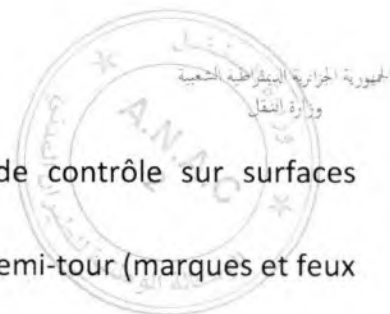 الجمهورية الجزائرية الديمقراطية الشعبية
وزارة النقل
A.N.A.C
de contrôle sur surfaces
emi-tour (marques et feux